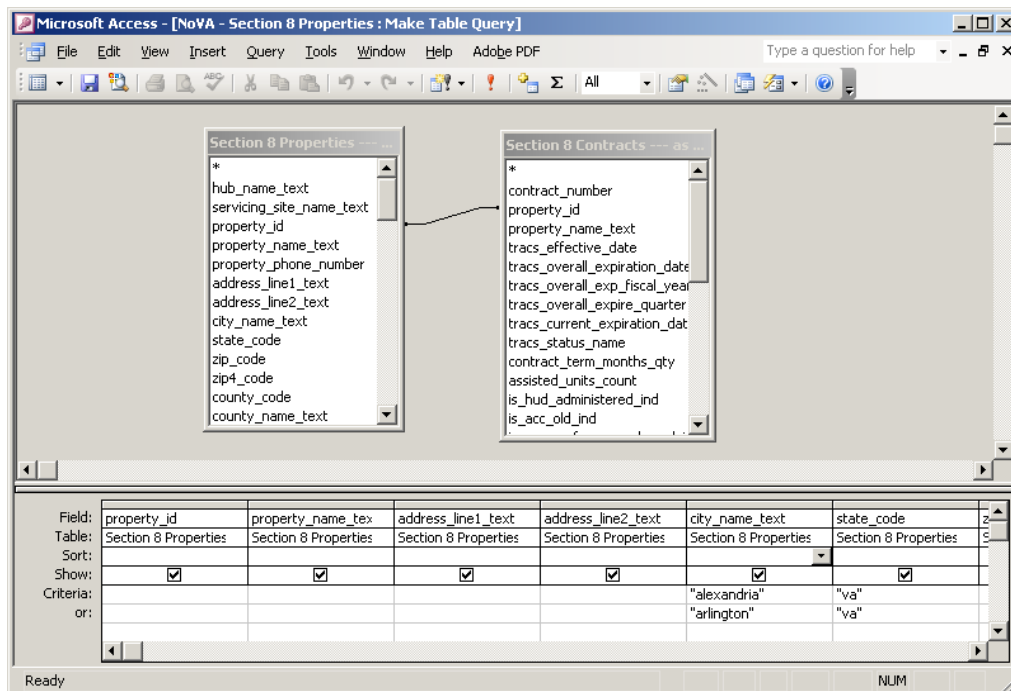 Microsoft Access - [NoVA - Section 8 Properties : Make Table Query]
File Edit View Insert Query Tools Window Help Adobe PDF Type a question for help
ABC Σ All
Section 8 Properties --- ...
*
hub_name_text
servicing_site_name_text
property_id
property_name_text
property_phone_number
address_line1_text
address_line2_text
city_name_text
state_code
zip_code
zip4_code
county_code
county_name_text
Section 8 Contracts --- as ...
*
contract_number
property_id
property_name_text
tracs_effective_date
tracs_overall_expiration_date
tracs_overall_exp_fiscal_year
tracs_overall_expire_quarter
tracs_current_expiration_dat
tracs_status_name
contract_term_months_qty
assisted_units_count
is_hud_administered_ind
is_acc_old_ind
Field: property_id property_name_tex address_line1_text address_line2_text city_name_text state_code z
Table: Section 8 Properties Section 8 Properties Section 8 Properties Section 8 Properties Section 8 Properties Section 8 Properties S
Sort:
Show:
Criteria: "alexandria" "va"
or: "arlington" "va"
Ready NUM